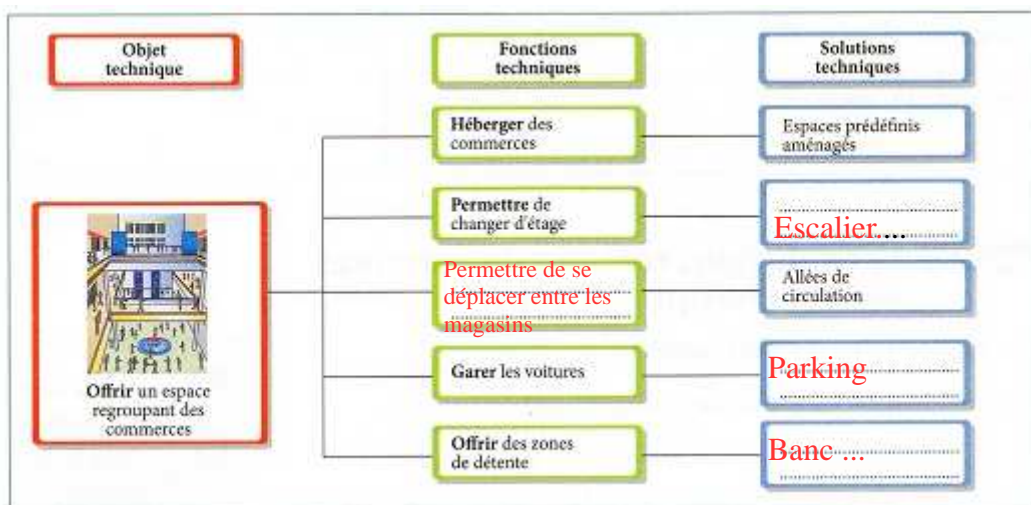 Objet
technique
Fonctions
techniques
Solutions
techniques
Héberger des
commerces
Espaces prédéfinis
aménagés
Permettre de
changer d'étage
Escalier....
Permettre de se
déplacer entre les
magasins
Allées de
circulation
Offrir un espace
regroupant des
commerces
Garer les voitures
Parking
Offrir des zones
de détente
Banc ...